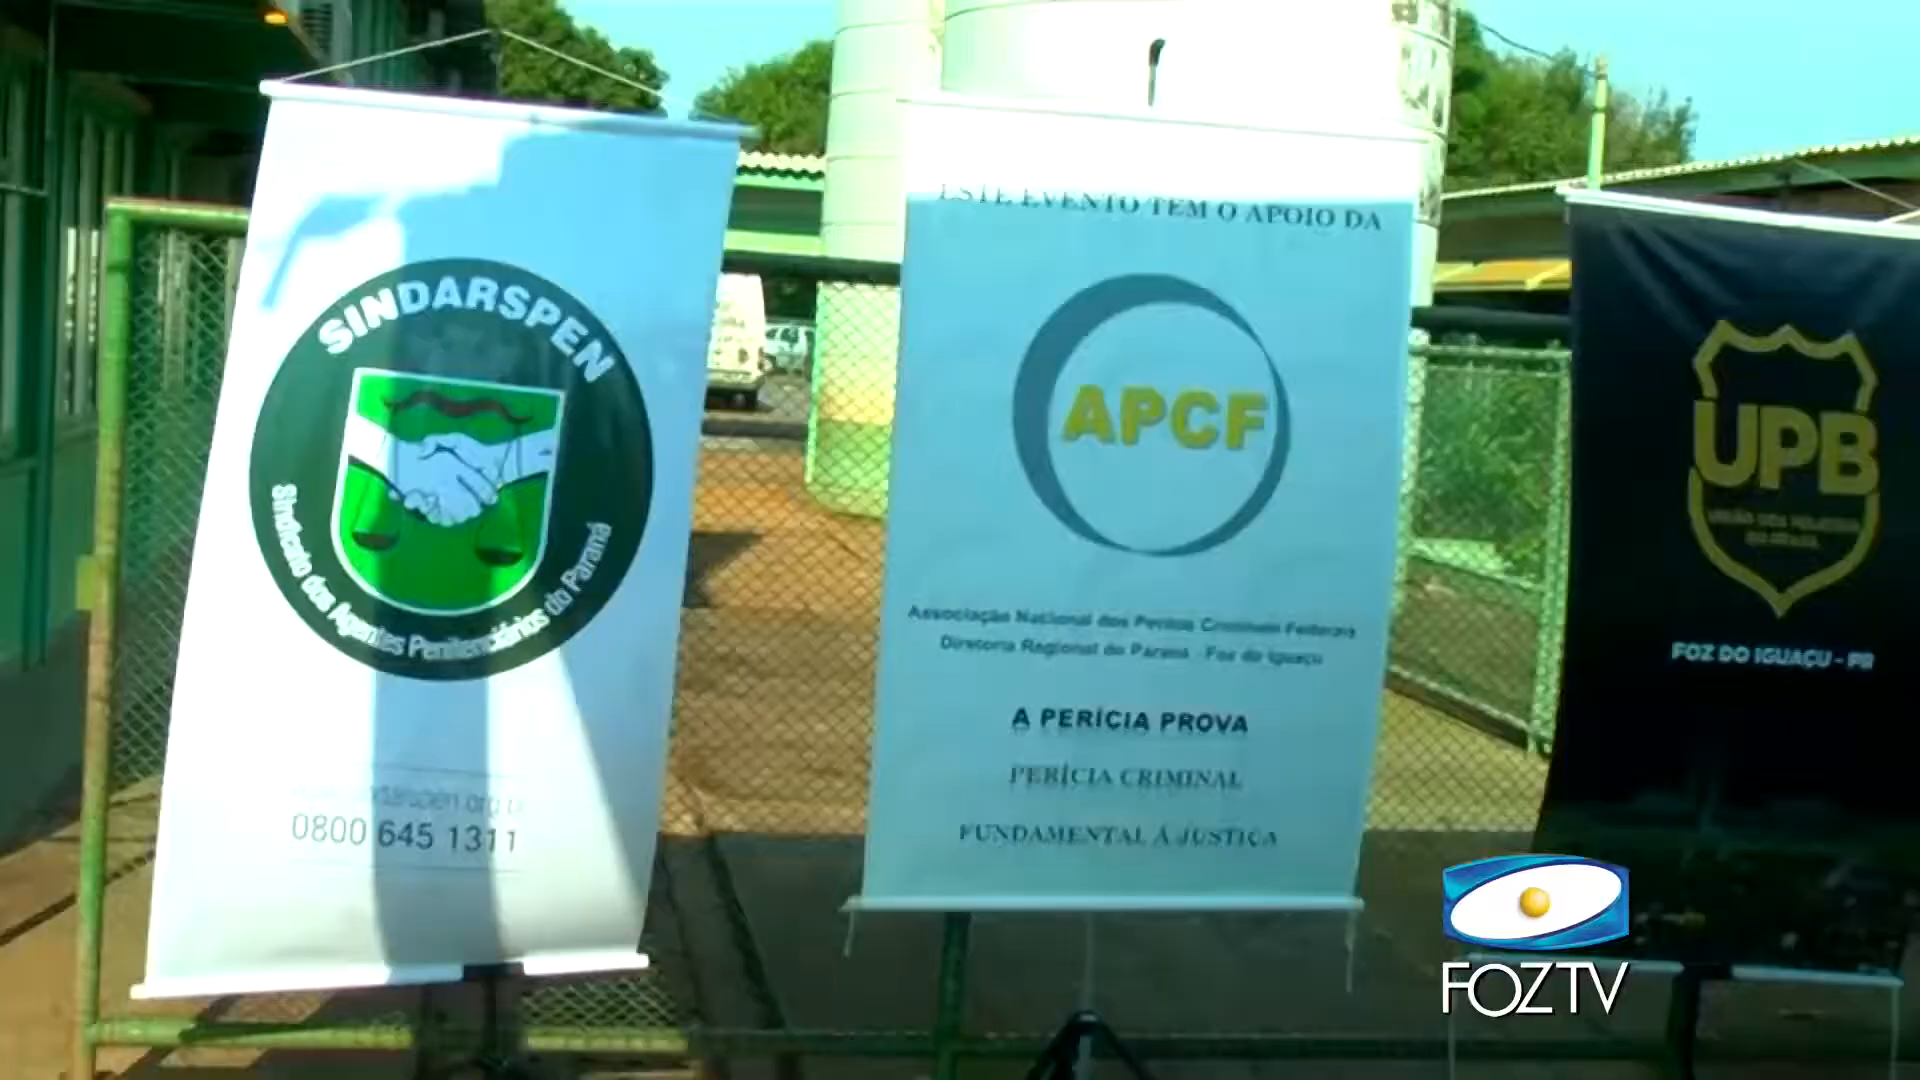 SINDARSPEN
Sindicato dos Agentes Penitenciários do Paraná
0800 645 1311
ESTE EVENTO TEM O APOIO DA
APCF
Associação Nacional dos Peritos Criminais Federais
Diretoria Regional do Paraná - Foz do Iguaçu
A PERÍCIA PROVA
PERÍCIA CRIMINAL
FUNDAMENTAL À JUSTIÇA
UPB
FOZ DO IGUAÇU - PR
FOZTV